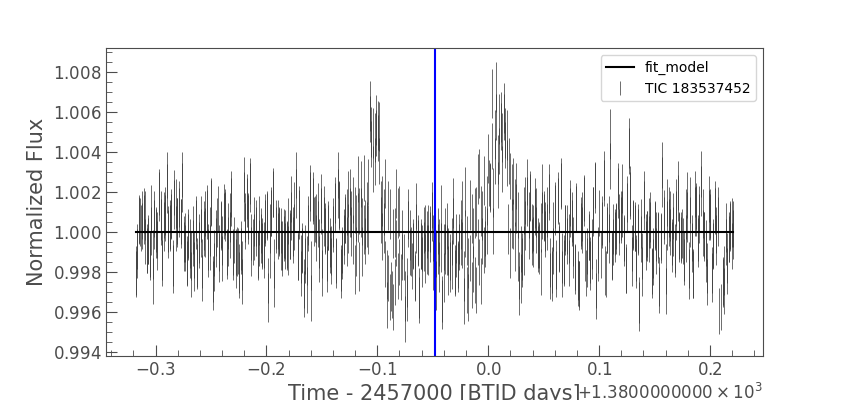 1.008
1.006
1.004
1.002
1.000
0.998
0.996
0.994
Normalized Flux
fit_model
TIC 183537452
−0.3
−0.2
−0.1
0.0
0.1
0.2
Time - 2457000 [BTJD days]
+1.3800000000 × 10³